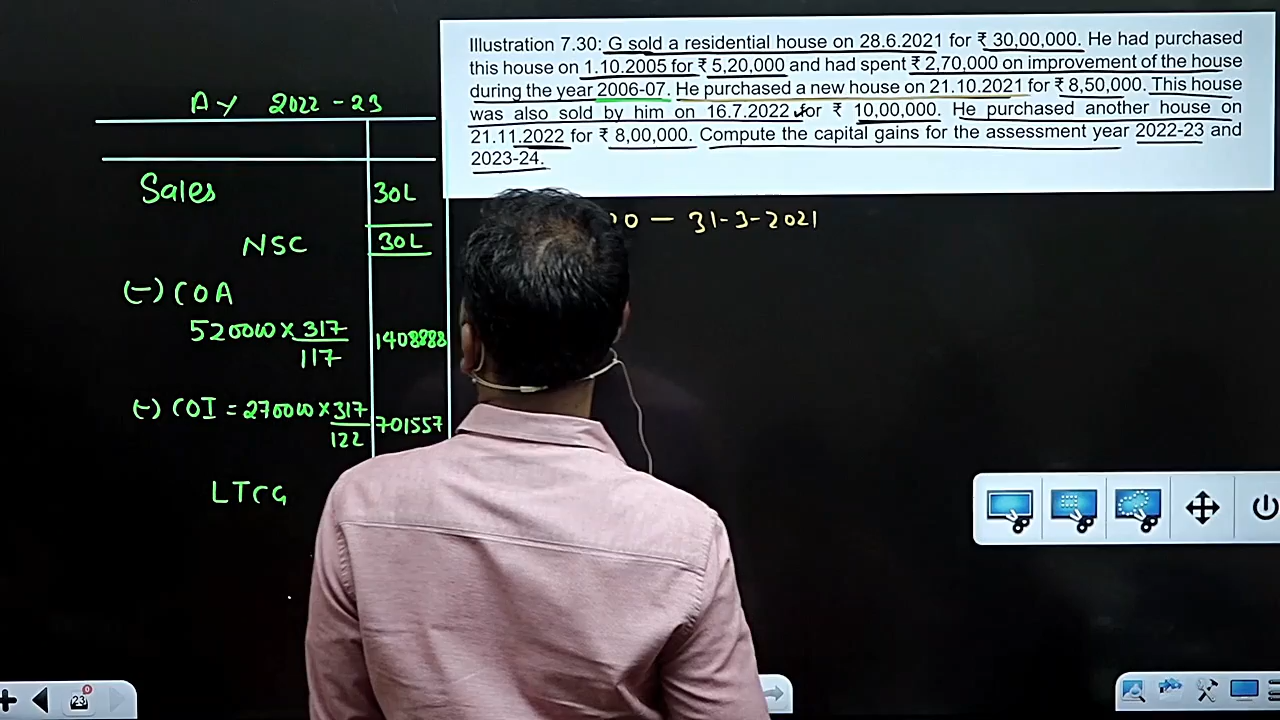 Illustration 7.30: G sold a residential house on 28.6.2021 for ₹ 30,00,000. He had purchased
this house on 1.10.2005 for ₹ 5,20,000 and had spent ₹ 2,70,000 on improvement of the house
during the year 2006-07. He purchased a new house on 21.10.2021 for ₹ 8,50,000. This house
was also sold by him on 16.7.2022 for ₹ 10,00,000. He purchased another house on
21.11.2022 for ₹ 8,00,000. Compute the capital gains for the assessment year 2022-23 and
2023-24.
AY 2022-23
Sales 30L
NSC 30L
(-) COA
520000 × 317
117
1408888
(-) COI = 270000 × 317
122
701557
LTCG
20 — 31-3-2021
23
0